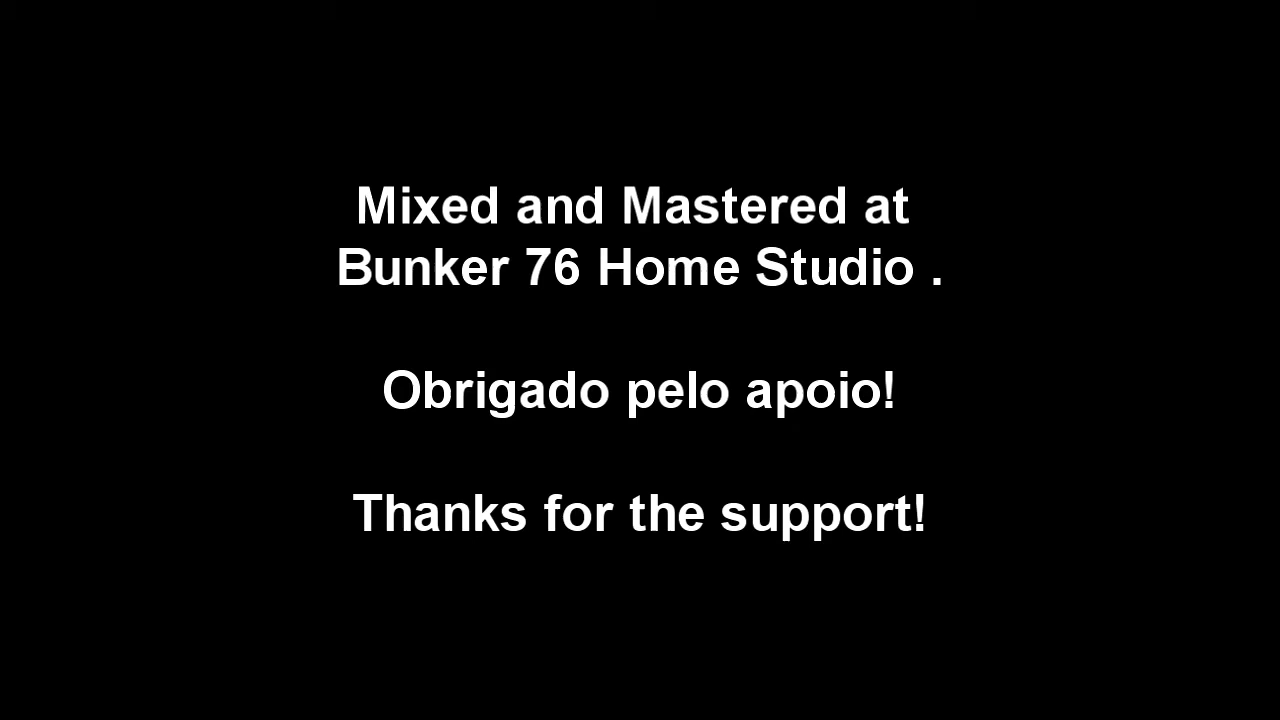 Mixed and Mastered at
Bunker 76 Home Studio .
Obrigado pelo apoio!
Thanks for the support!